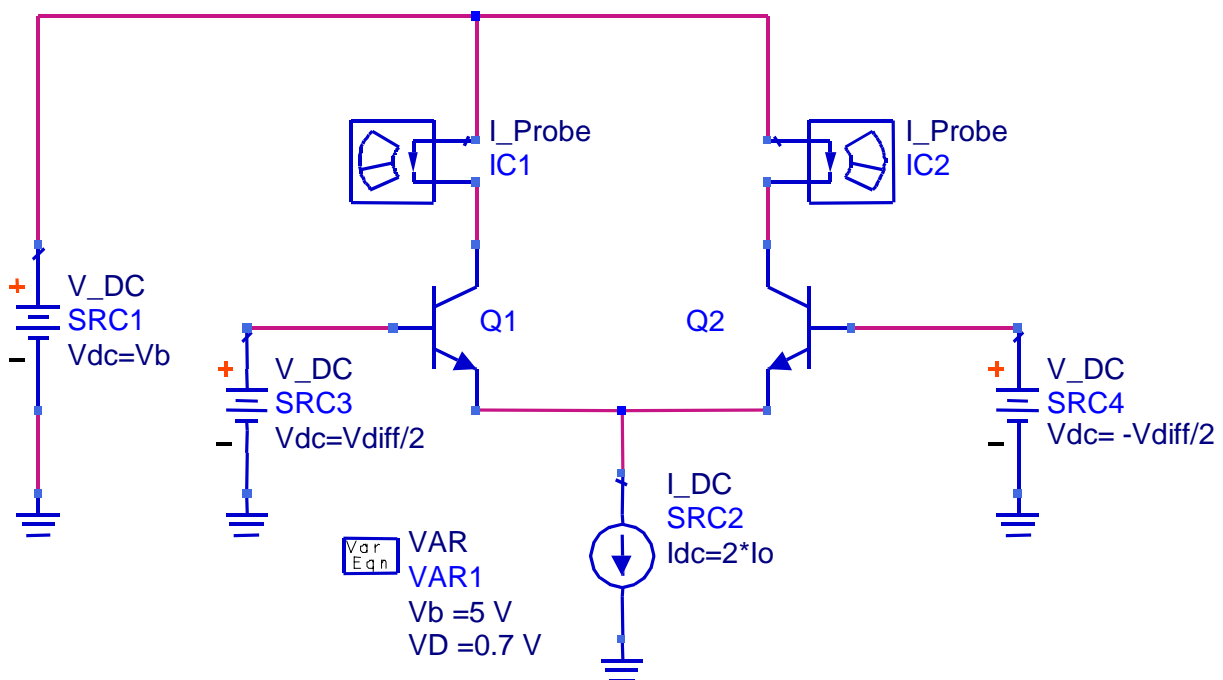 I_Probe
IC1
I_Probe
IC2
+
V_DC
SRC1
Vdc=Vb
−
Q1
Q2
+
V_DC
SRC3
Vdc=Vdiff/2
−
+
V_DC
SRC4
Vdc= -Vdiff/2
−
I_DC
SRC2
Idc=2*Io
Var
Eqn
VAR
VAR1
Vb =5 V
VD =0.7 V